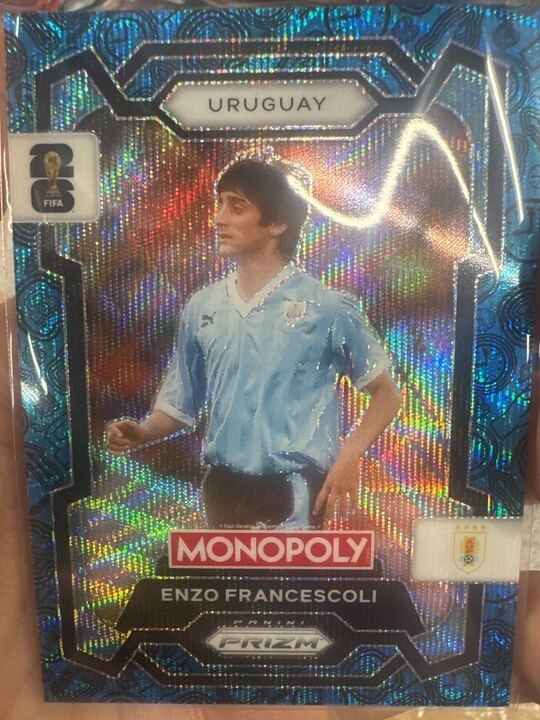 URUGUAY
26
FIFA
MONOPOLY
ENZO FRANCESCOLI
PANINI
PRIZM